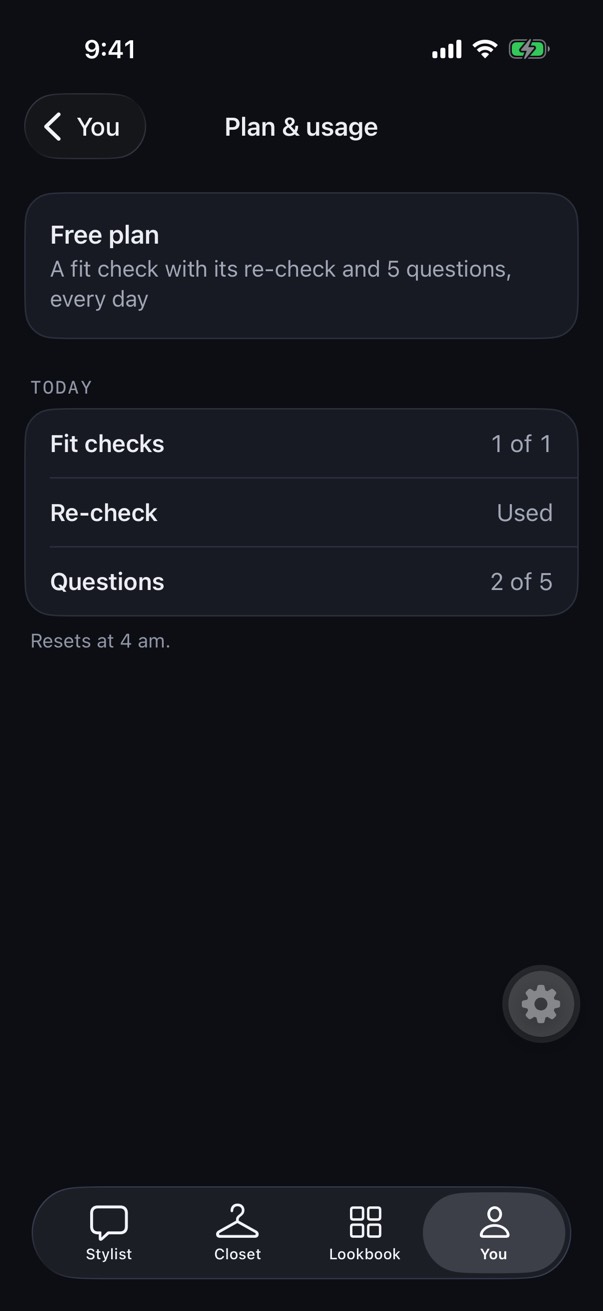 9:41
You
Plan & usage
Free plan
A fit check with its re-check and 5 questions,
every day
TODAY
Fit checks 1 of 1
Re-check Used
Questions 2 of 5
Resets at 4 am.
Stylist Closet Lookbook You